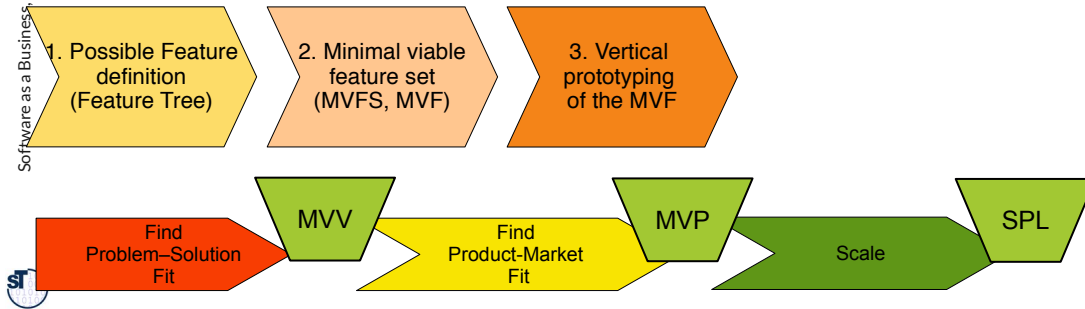 Software as a Business,
1. Possible Feature
definition
(Feature Tree)
2. Minimal viable
feature set
(MVFS, MVF)
3. Vertical
prototyping
of the MVF
MVV
MVP
SPL
Find
Problem–Solution
Fit
Find
Product-Market
Fit
Scale
ST